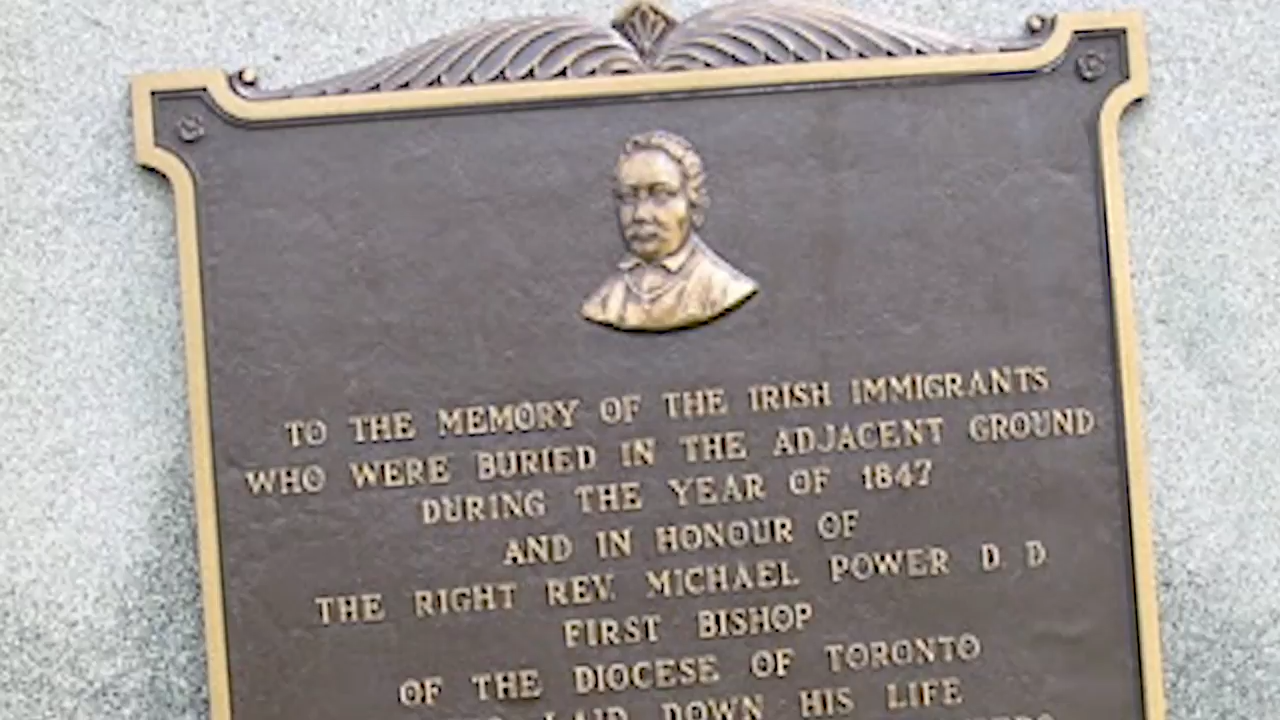 TO THE MEMORY OF THE IRISH IMMIGRANTS
WHO WERE BURIED IN THE ADJACENT GROUND
DURING THE YEAR OF 1847
AND IN HONOUR OF
THE RIGHT REV. MICHAEL POWER D. D.
FIRST BISHOP
OF THE DIOCESE OF TORONTO
LAID DOWN HIS LIFE